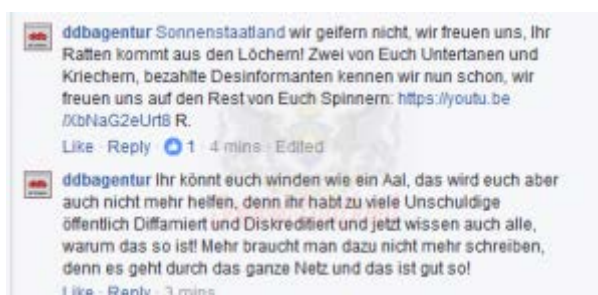 ddbagentur Sonnenstaatland wir geifern nicht, wir freuen uns, Ihr
Ratten kommt aus den Löchern! Zwei von Euch Untertanen und
Kriechern, bezahlte Desinformanten kennen wir nun schon, wir
freuen uns auf den Rest von Euch Spinnern: https://youtu.be
/XbNaG2eUrt8 R.
Like · Reply · 1 · 4 mins · Edited
ddbagentur Ihr könnt euch winden wie ein Aal, das wird euch aber
auch nicht mehr helfen, denn ihr habt zu viele Unschuldige
öffentlich Diffamiert und Diskreditiert und jetzt wissen auch alle,
warum das so ist! Mehr braucht man dazu nicht mehr schreiben,
denn es geht durch das ganze Netz und das ist gut so!
Like · Reply · 3 mins